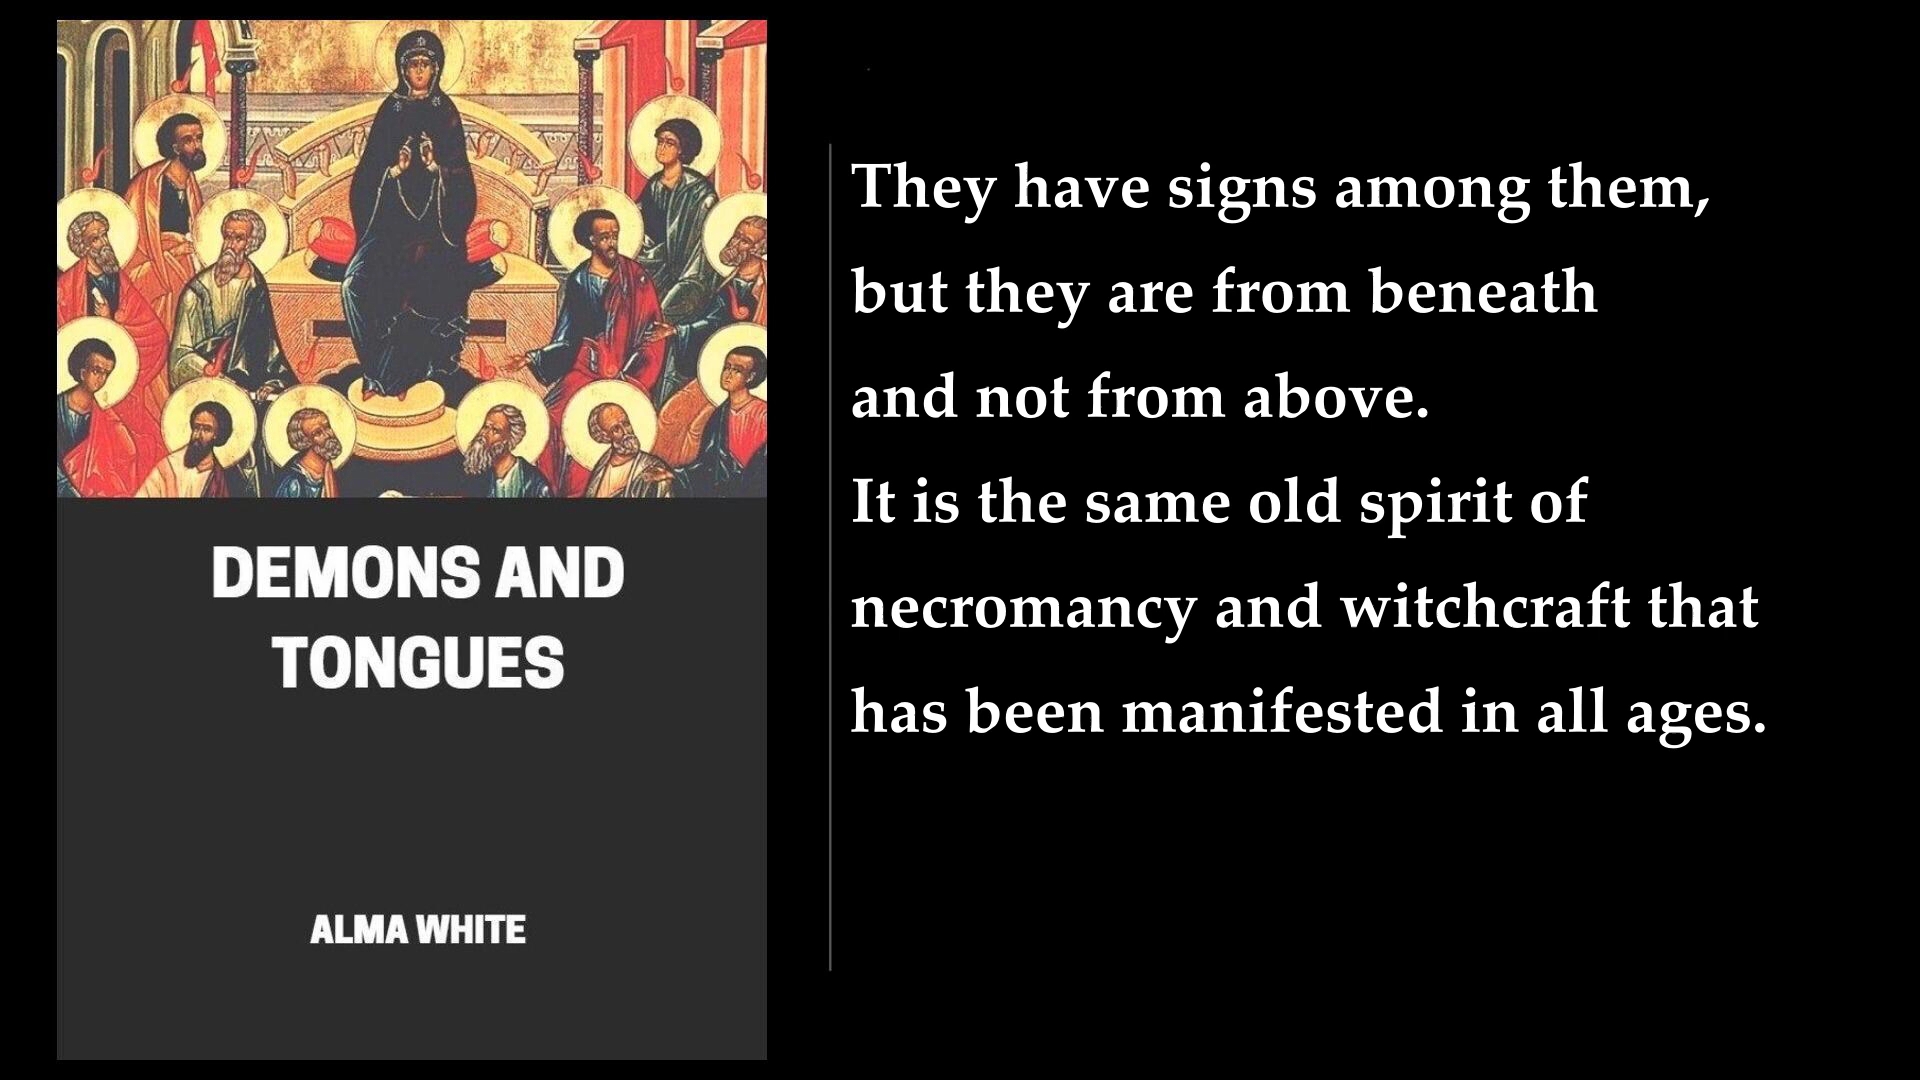 DEMONS AND
TONGUES
ALMA WHITE
They have signs among them,
but they are from beneath
and not from above.
It is the same old spirit of
necromancy and witchcraft that
has been manifested in all ages.